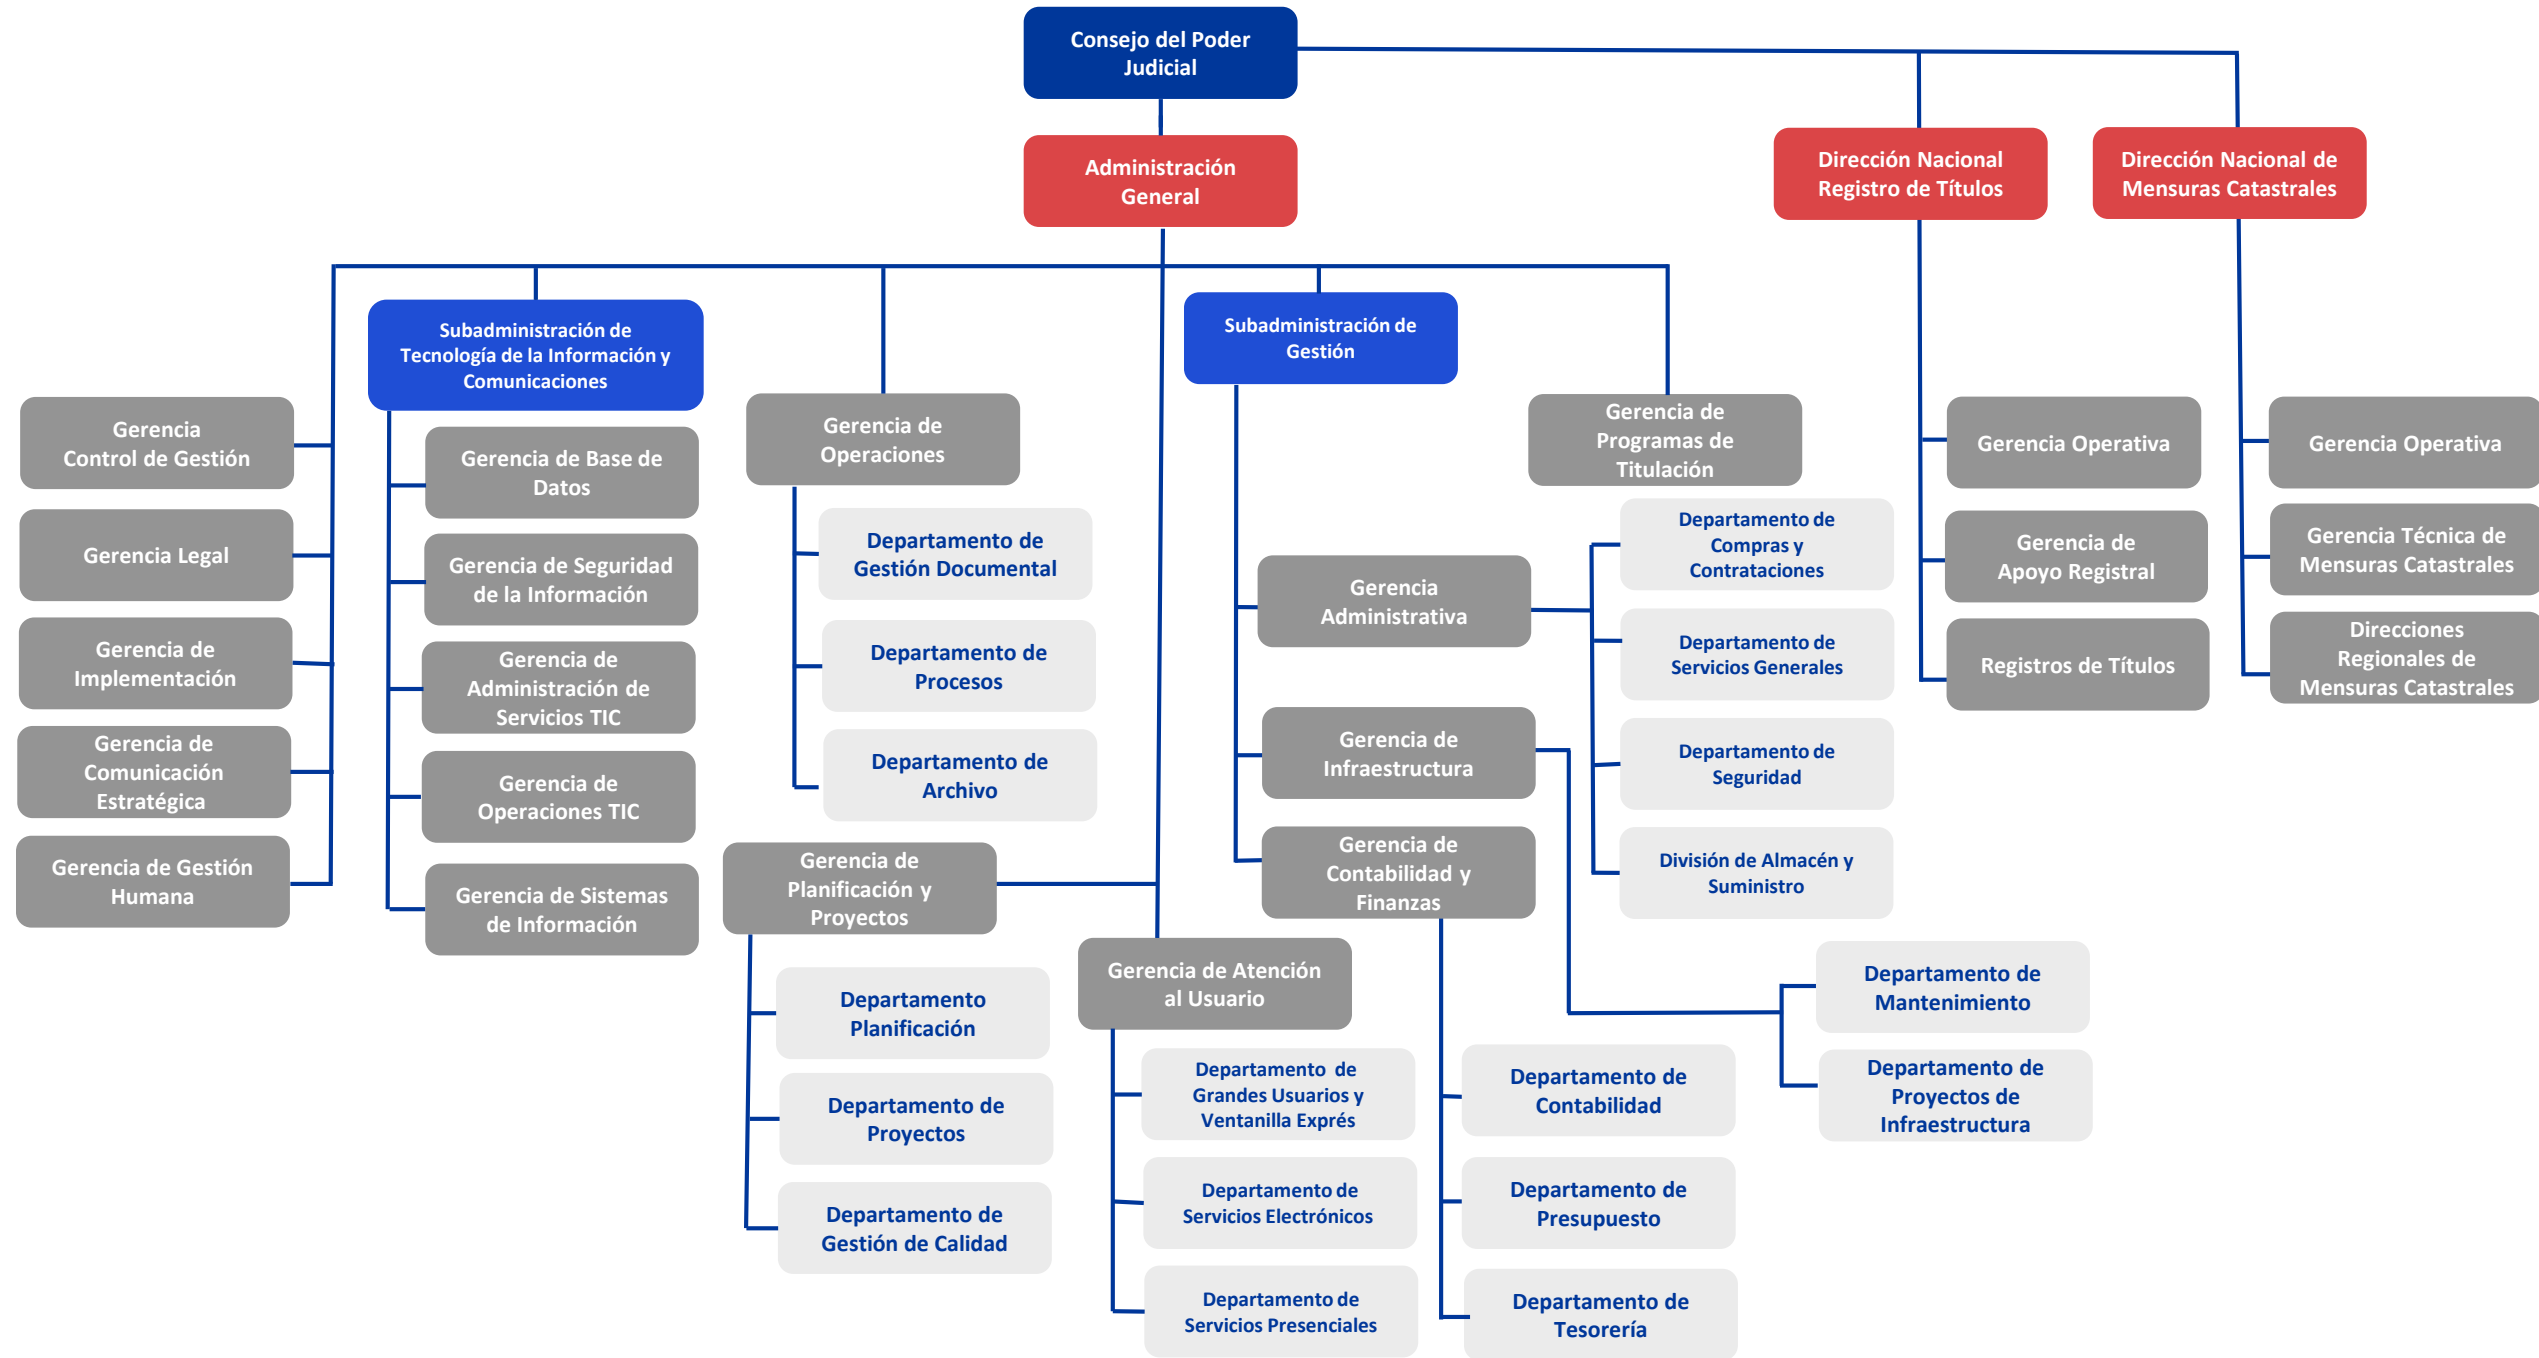 Consejo del Poder
Judicial
Administración
General
Dirección Nacional
Registro de Títulos
Dirección Nacional de
Mensuras Catastrales
Subadministración de
Tecnología de la Información y
Comunicaciones
Subadministración de
Gestión
Gerencia
Control de Gestión
Gerencia Legal
Gerencia de
Implementación
Gerencia de
Comunicación
Estratégica
Gerencia de Gestión
Humana
Gerencia de Base de
Datos
Gerencia de Seguridad
de la Información
Gerencia de
Administración de
Servicios TIC
Gerencia de
Operaciones TIC
Gerencia de Sistemas
de Información
Gerencia de
Operaciones
Departamento de
Gestión Documental
Departamento de
Procesos
Departamento de
Archivo
Gerencia de
Planificación y
Proyectos
Departamento
Planificación
Departamento de
Proyectos
Departamento de
Gestión de Calidad
Gerencia de Atención
al Usuario
Departamento de
Grandes Usuarios y
Ventanilla Exprés
Departamento de
Servicios Electrónicos
Departamento de
Servicios Presenciales
Gerencia
Administrativa
Gerencia de
Infraestructura
Gerencia de
Contabilidad y
Finanzas
Departamento de
Contabilidad
Departamento de
Presupuesto
Departamento de
Tesorería
Gerencia de
Programas de
Titulación
Departamento de
Compras y
Contrataciones
Departamento de
Servicios Generales
Departamento de
Seguridad
División de Almacén y
Suministro
Departamento de
Mantenimiento
Departamento de
Proyectos de
Infraestructura
Gerencia Operativa
Gerencia de
Apoyo Registral
Registros de Títulos
Gerencia Operativa
Gerencia Técnica de
Mensuras Catastrales
Direcciones
Regionales de
Mensuras Catastrales